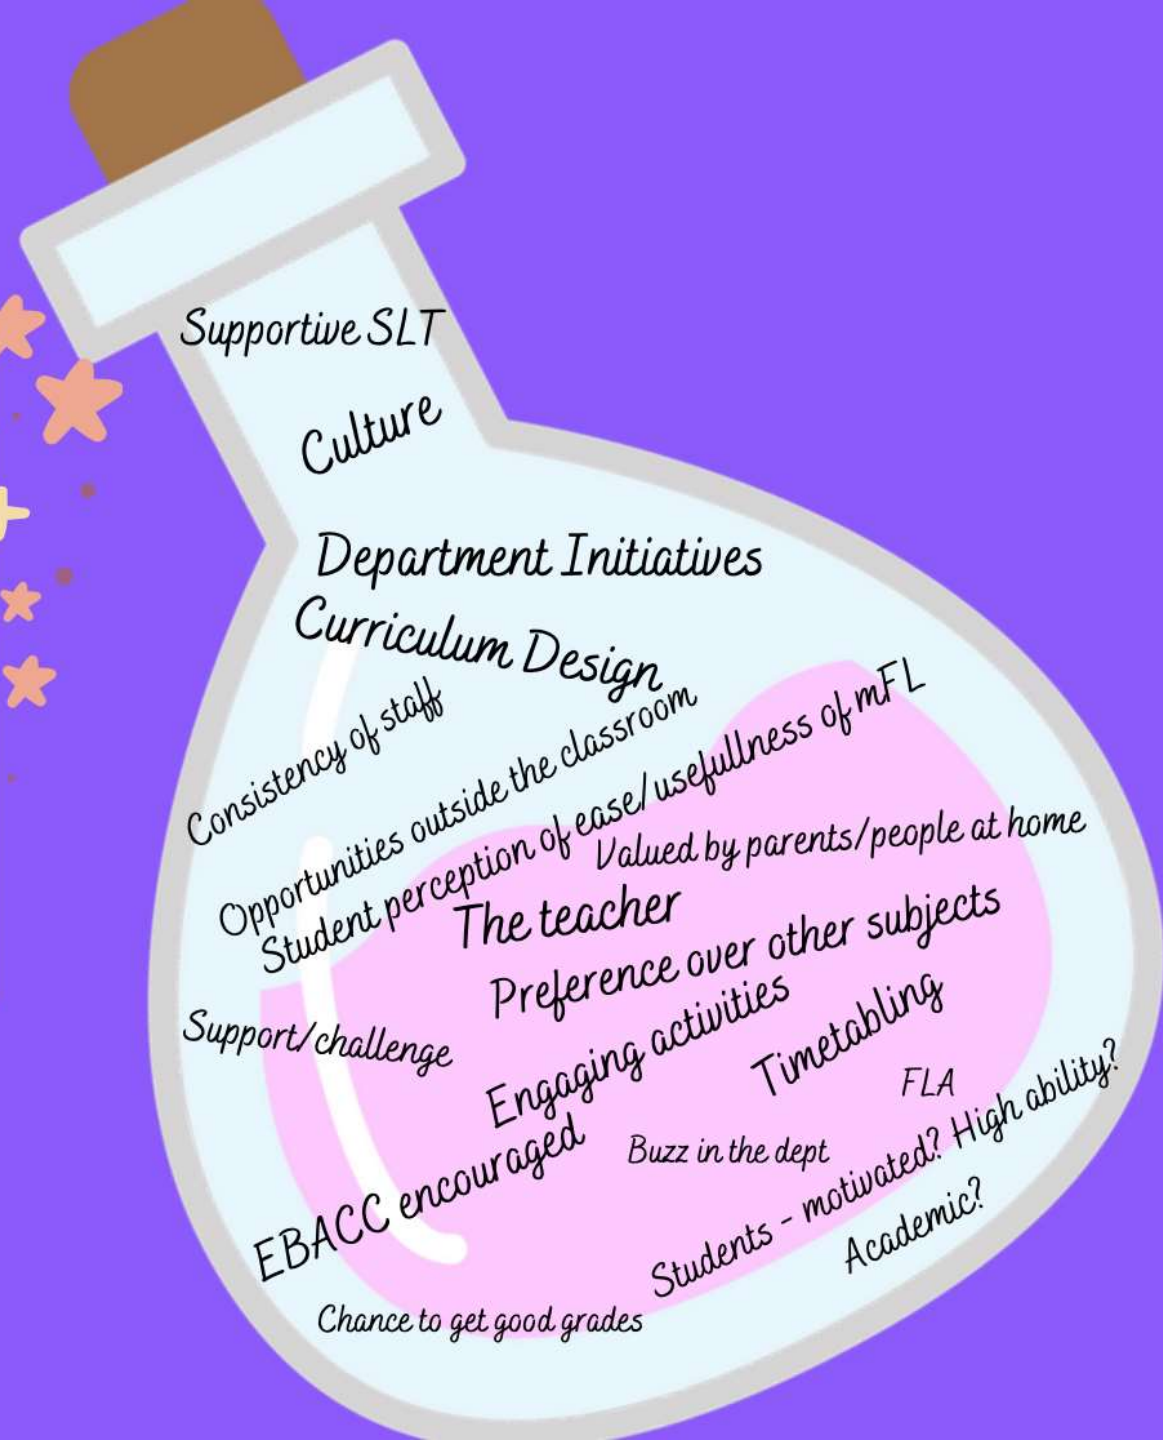 Supportive SLT
Culture
Department Initiatives
Curriculum Design
Consistency of staff
Opportunities outside the classroom
Student perception of ease/usefullness of mFL
Valued by parents/people at home
The teacher
Preference over other subjects
Support/challenge
Engaging activities
Timetabling
FLA
EBACC encouraged
Buzz in the dept
Students - motivated? High ability?
Academic?
Chance to get good grades